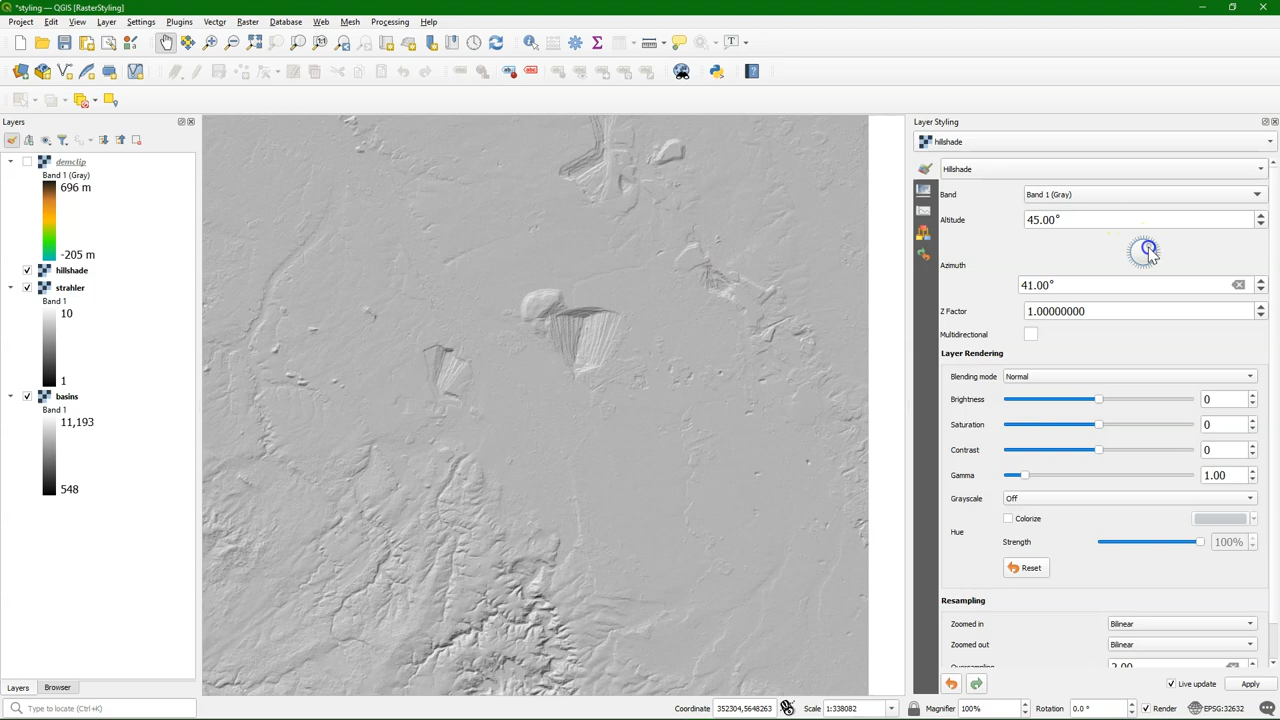 *styling — QGIS [RasterStyling]
Project Edit View Layer Settings Plugins Vector Raster Database Web Mesh Processing Help
Layers
demclip
Band 1 (Gray)
696 m
-205 m
hillshade
strahler
Band 1
10
1
basins
Band 1
11,193
548
Layers Browser
Layer Styling
hillshade
Hillshade
Band Band 1 (Gray)
Altitude 45.00°
Azimuth
41.00°
Z Factor 1.00000000
Multidirectional
Layer Rendering
Blending mode Normal
Brightness 0
Saturation 0
Contrast 0
Gamma 1.00
Grayscale Off
Colorize
Hue
Strength 100%
Reset
Resampling
Zoomed in Bilinear
Zoomed out Bilinear
Oversampling 2.00
Live update Apply
Type to locate (Ctrl+K) Coordinate 352304,5648263 Scale 1:338082 Magnifier 100% Rotation 0.0 ° Render EPSG:32632